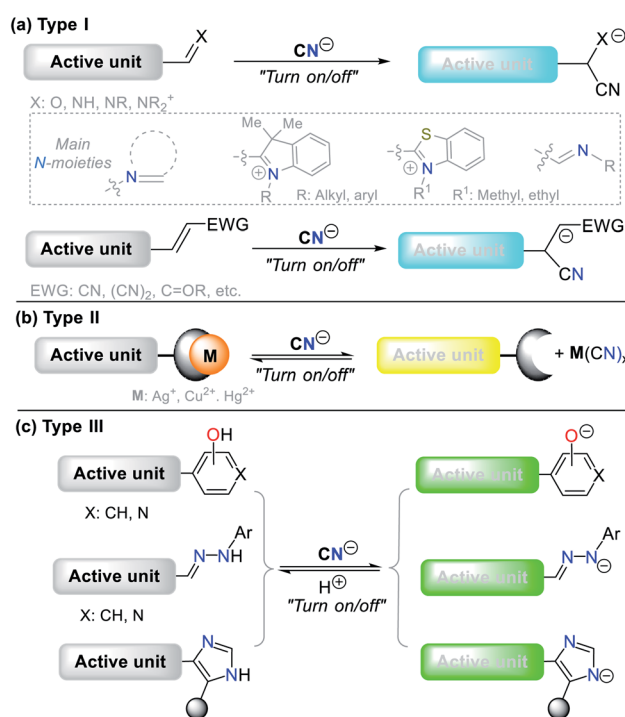 (a) Type I
Active unit
X
CN⊖
"Turn on/off"
X⊖
CN
X: O, NH, NR, NR₂⁺
Main
N-moieties
N
Me Me
N
⊕
R
R: Alkyl, aryl
S
N
⊕
R¹
R¹: Methyl, ethyl
N
R
Active unit
EWG
CN⊖
"Turn on/off"
Active unit
⊖
EWG
CN
EWG: CN, (CN)₂, C=OR, etc.
(b) Type II
Active unit
M
CN⊖
"Turn on/off"
Active unit
+ M(CN)ₓ
M: Ag⁺, Cu²⁺. Hg²⁺
(c) Type III
Active unit
OH
X
X: CH, N
Active unit
N
N
H
Ar
X: CH, N
Active unit
N
NH
CN⊖
H⊕
"Turn on/off"
Active unit
O⊖
X
Active unit
N
N
⊖
Ar
Active unit
N
N⊖